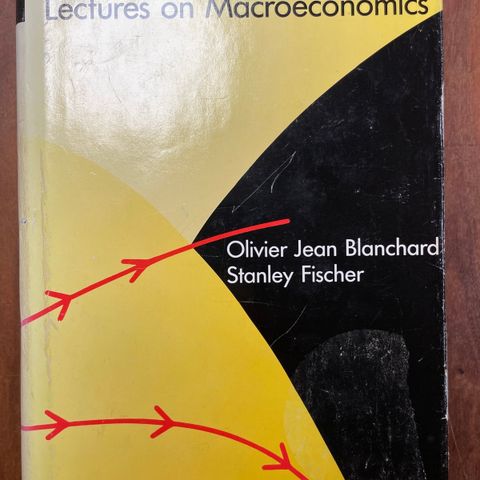 Lectures on Macroeconomics
Olivier Jean Blanchard
Stanley Fischer